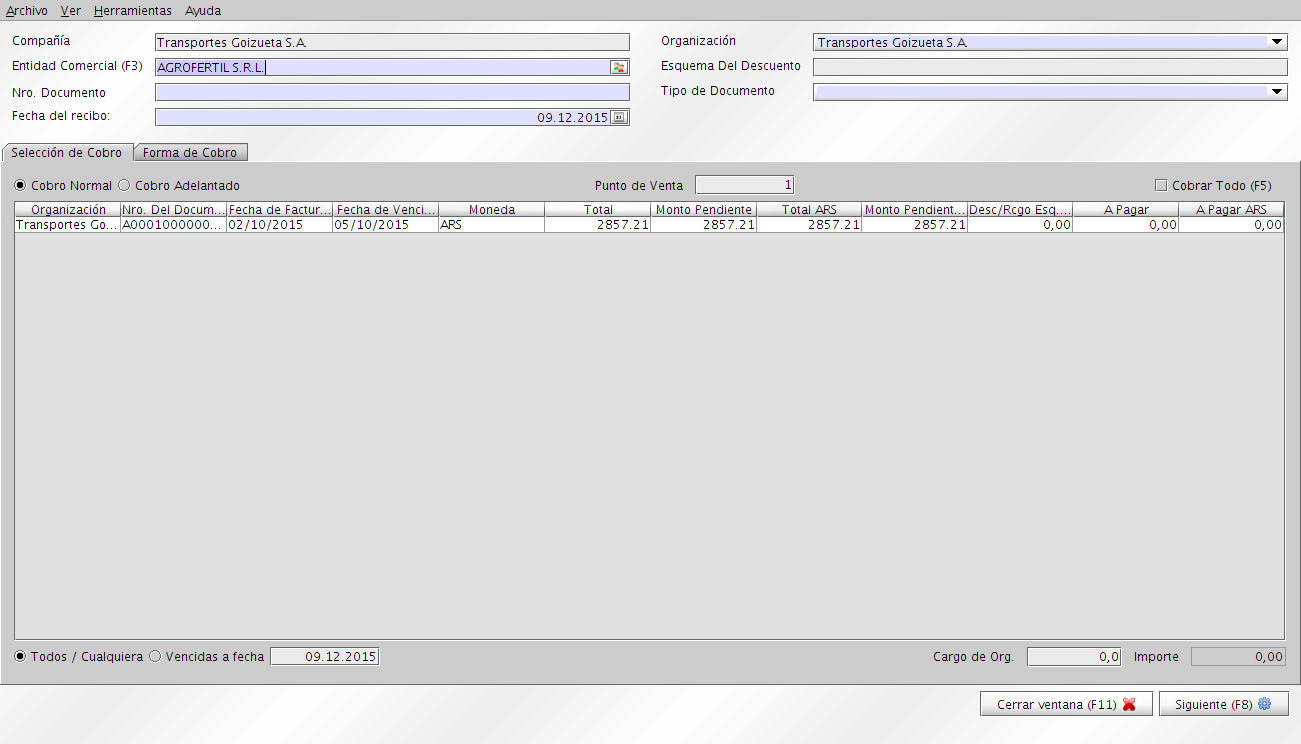 Archivo Ver Herramientas Ayuda
Compañía Transportes Goizueta S.A. Organización Transportes Goizueta S.A.
Entidad Comercial (F3) AGROFERTIL S.R.L. Esquema Del Descuento
Nro. Documento Tipo de Documento
Fecha del recibo: 09.12.2015
Selección de Cobro Forma de Cobro
Cobro Normal Cobro Adelantado Punto de Venta 1 Cobrar Todo (F5)
Organización Nro. Del Docum... Fecha de Factur... Fecha de Venci... Moneda Total Monto Pendiente Total ARS Monto Pendient... Desc/Rcgo Esq.... A Pagar A Pagar ARS
Transportes Go... A0001000000... 02/10/2015 05/10/2015 ARS 2857.21 2857.21 2857.21 2857.21 0,00 0,00 0,00
Todos / Cualquiera Vencidas a fecha 09.12.2015 Cargo de Org. 0,0 Importe 0,00
Cerrar ventana (F11) Siguiente (F8)